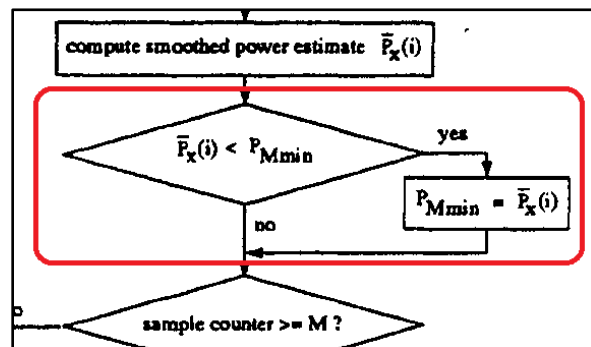 compute smoothed power estimate P̅x(i)
P̅x(i) < PMmin
yes
PMmin = P̅x(i)
no
sample counter >= M ?